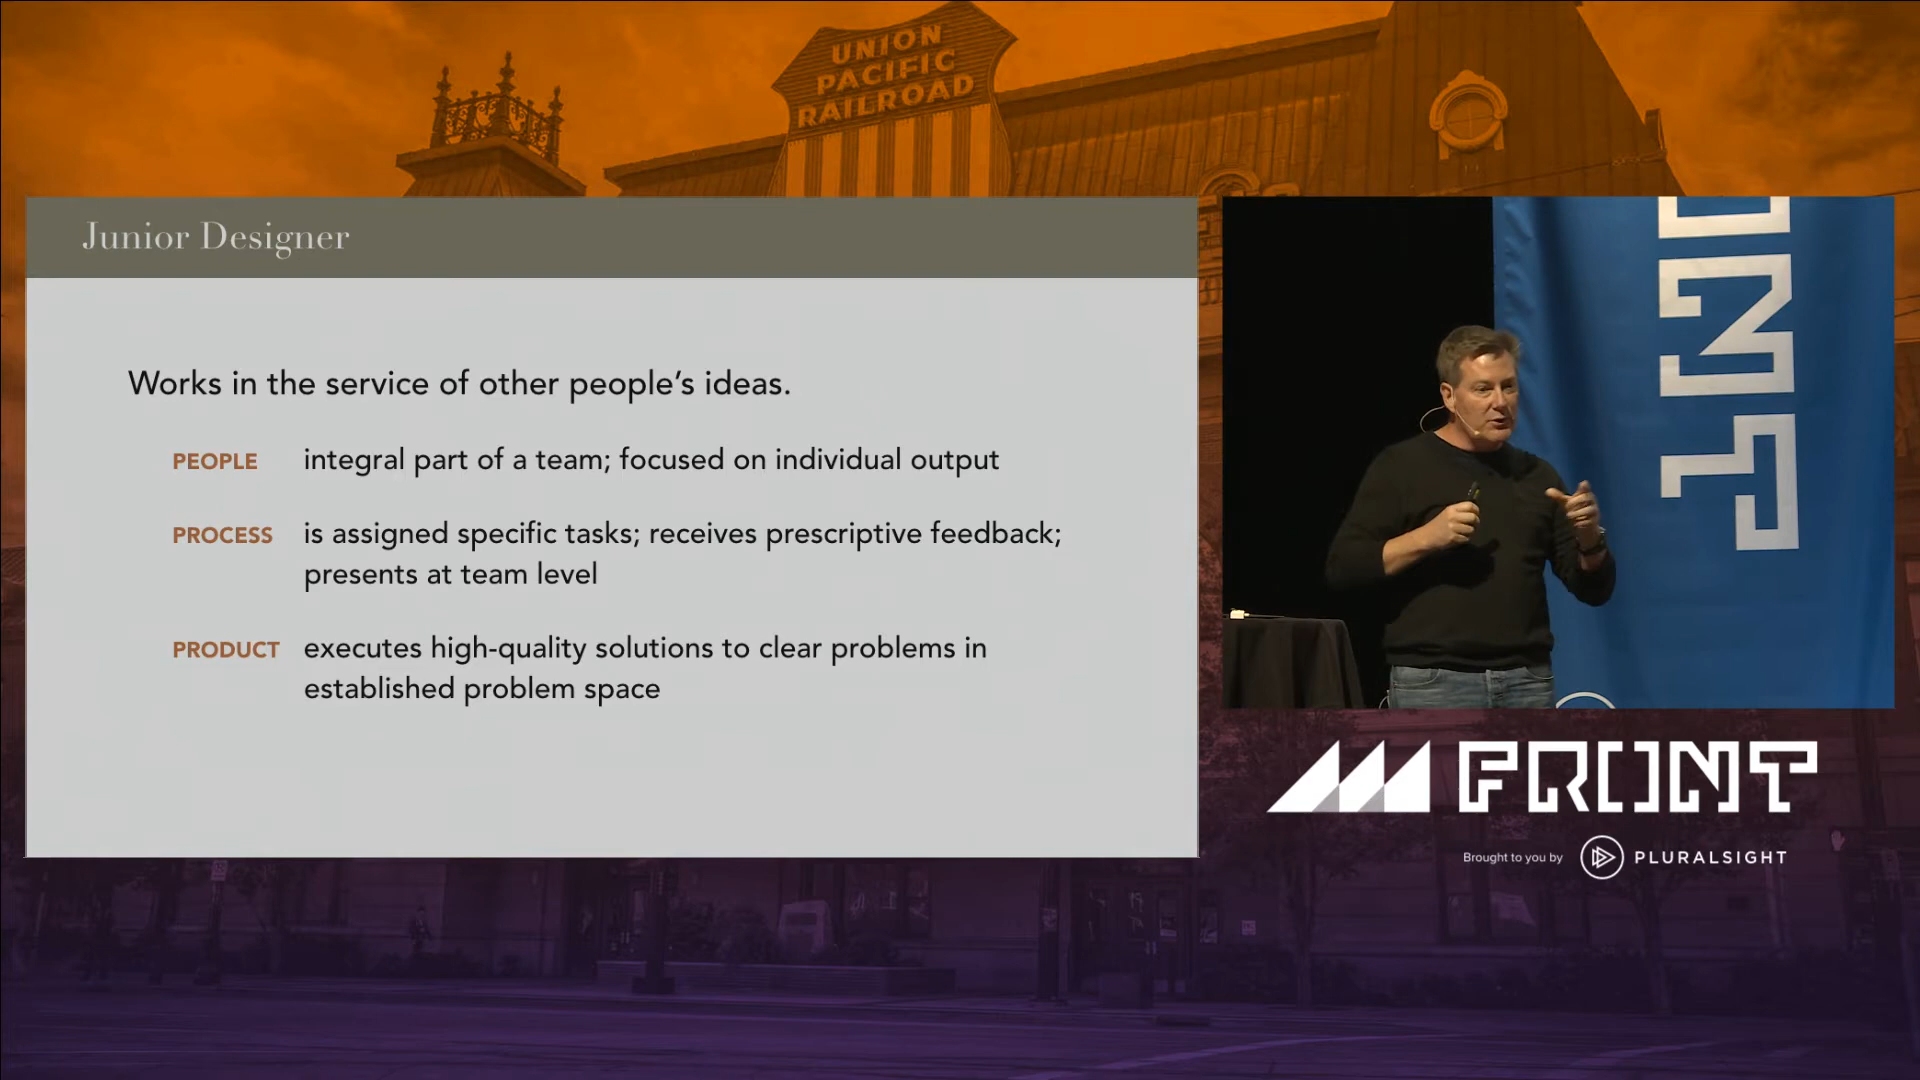 UNION
PACIFIC
RAILROAD
Junior Designer
Works in the service of other people’s ideas.
PEOPLE integral part of a team; focused on individual output
PROCESS is assigned specific tasks; receives prescriptive feedback;
presents at team level
PRODUCT executes high-quality solutions to clear problems in
established problem space
NT
FRONT
Brought to you by PLURALSIGHT